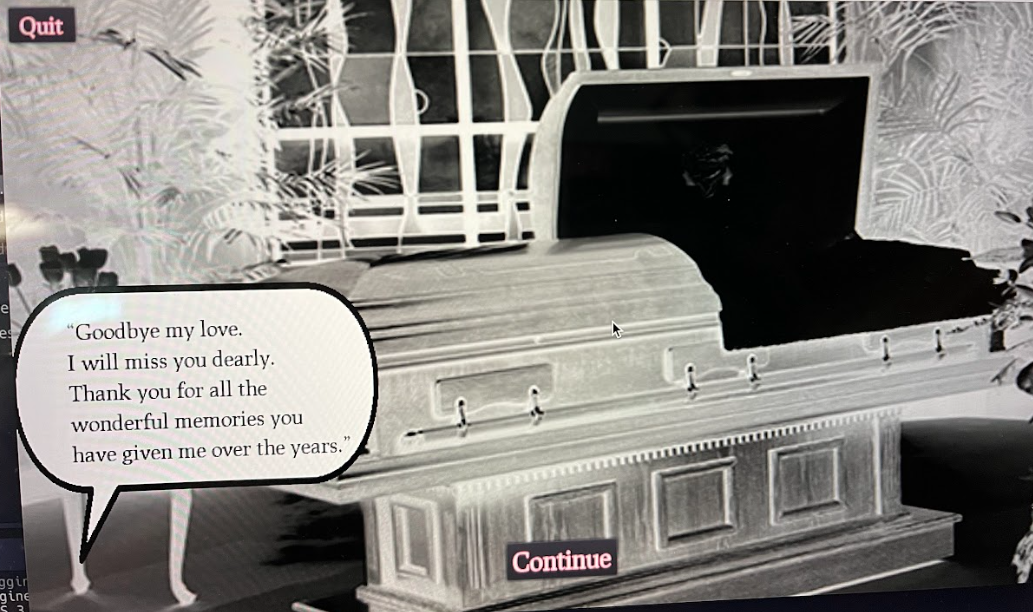 Quit
“Goodbye my love.
I will miss you dearly.
Thank you for all the
wonderful memories you
have given me over the years.”
Continue